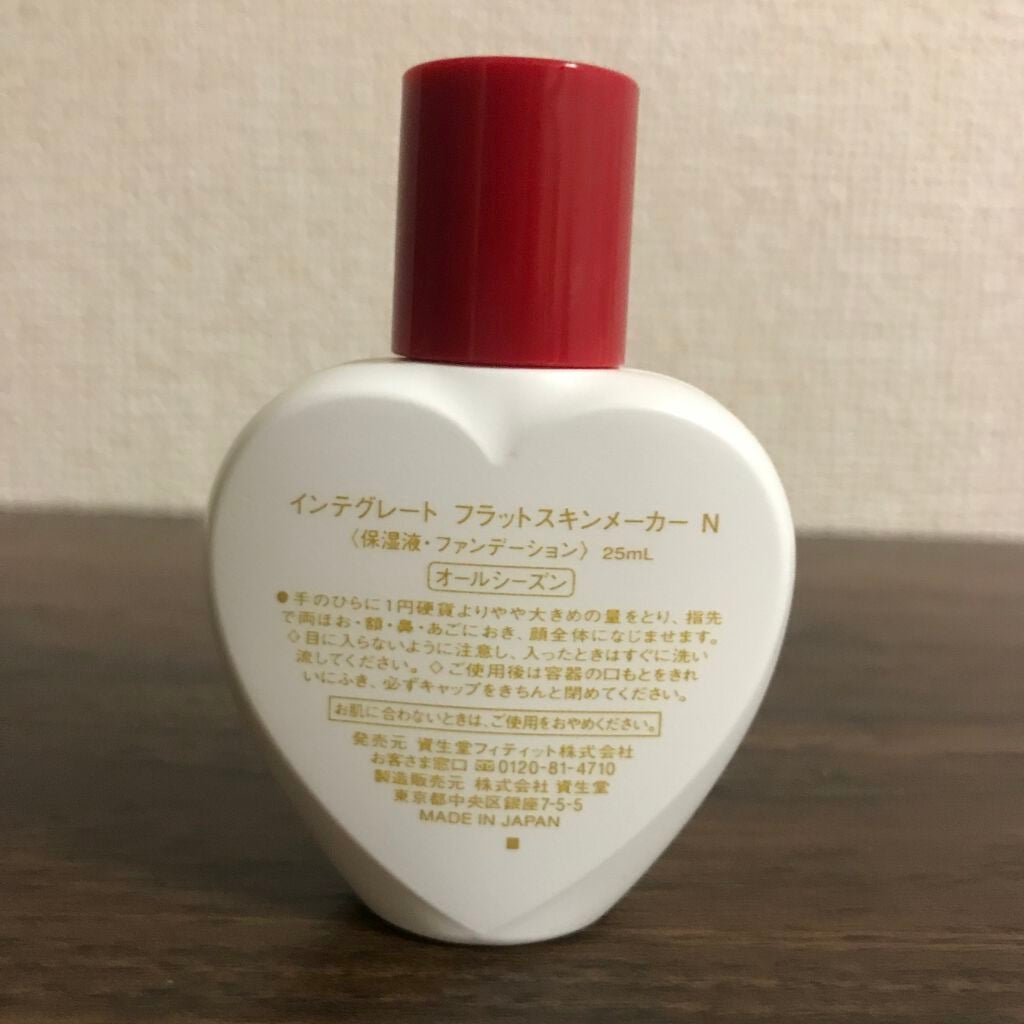 インテグレート フラットスキンメーカー N
〈保湿液・ファンデーション〉 25mL
オールシーズン
●手のひらに1円硬貨よりやや大きめの量をとり、指先
で両ほお・額・鼻・あごにおき、顔全体になじませます。
◇目に入らないように注意し、入ったときはすぐに洗い
流してください。◇ご使用後は容器の口もとをきれ
いにふき、必ずキャップをきちんと閉めてください。
お肌に合わないときは、ご使用をおやめください。
発売元 資生堂フィティット株式会社
お客さま窓口 0120-81-4710
製造販売元 株式会社 資生堂
東京都中央区銀座7-5-5
MADE IN JAPAN